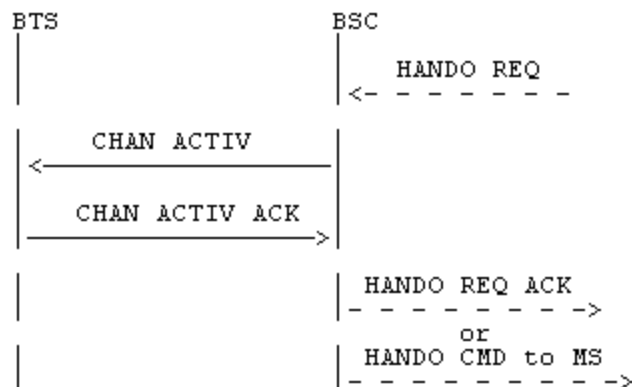 BTS BSC
HANDO REQ
CHAN ACTIV
CHAN ACTIV ACK
HANDO REQ ACK
or
HANDO CMD to MS